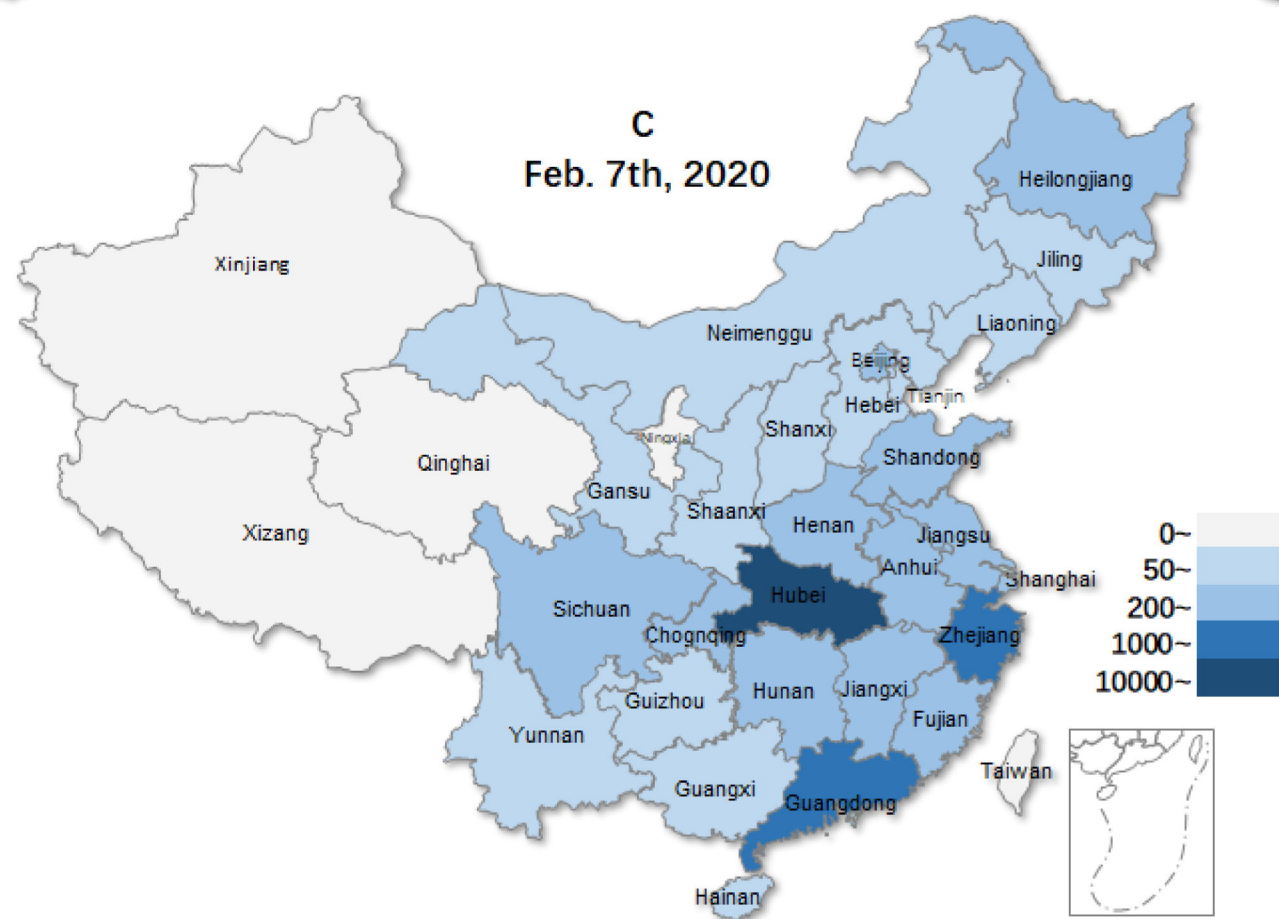 C
Feb. 7th, 2020
Heilongjiang
Xinjiang
Jiling
Neimenggu
Liaoning
Beijing
Tianjin
Hebei
Shanxi
Ningxia
Shandong
Qinghai
Gansu
Shaanxi
Henan
Jiangsu
Xizang
Anhui
Shanghai
Hubei
Sichuan
Chognqing
Zhejiang
Hunan
Jiangxi
Guizhou
Fujian
Yunnan
Taiwan
Guangxi
Guangdong
Hainan
0~
50~
200~
1000~
10000~